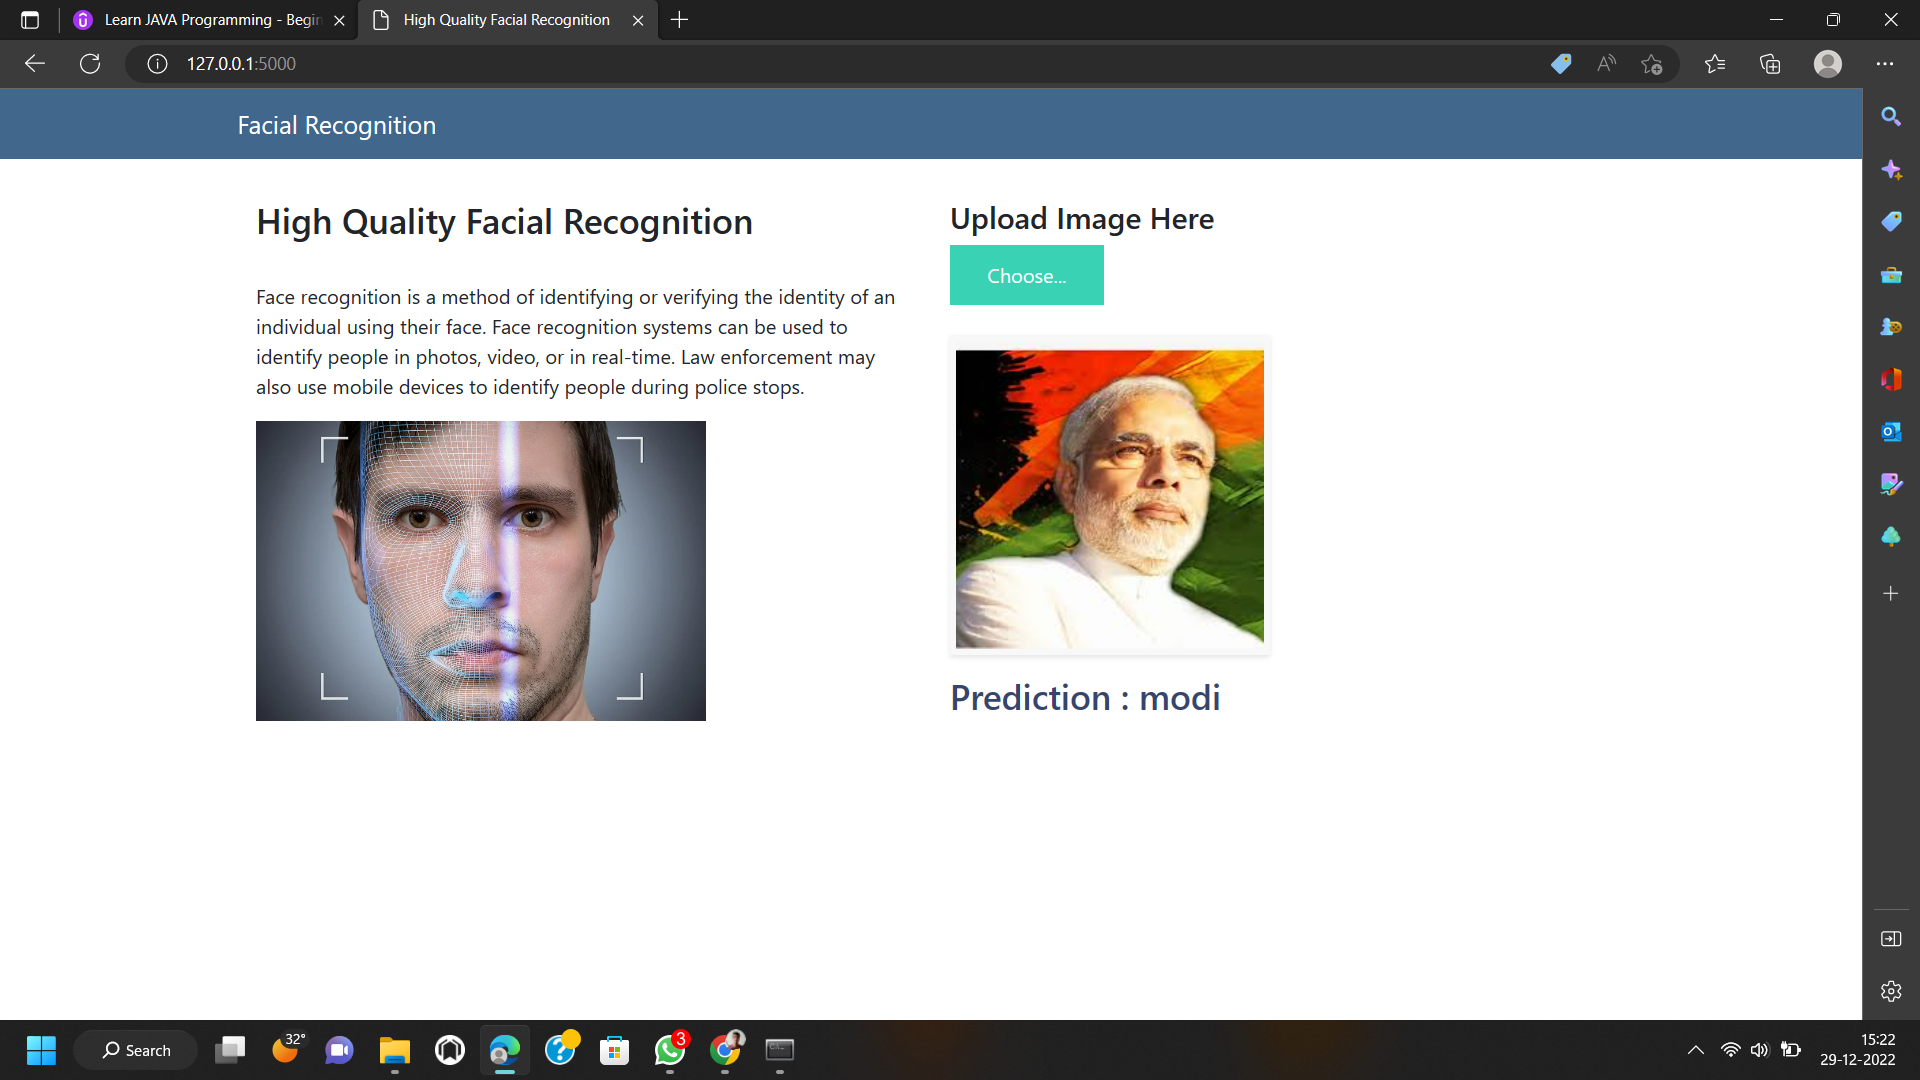 Learn JAVA Programming - Begin
High Quality Facial Recognition
127.0.0.1:5000
Facial Recognition
High Quality Facial Recognition
Face recognition is a method of identifying or verifying the identity of an
individual using their face. Face recognition systems can be used to
identify people in photos, video, or in real-time. Law enforcement may
also use mobile devices to identify people during police stops.
Upload Image Here
Choose...
Prediction : modi
32°
Search
3
15:22
29-12-2022